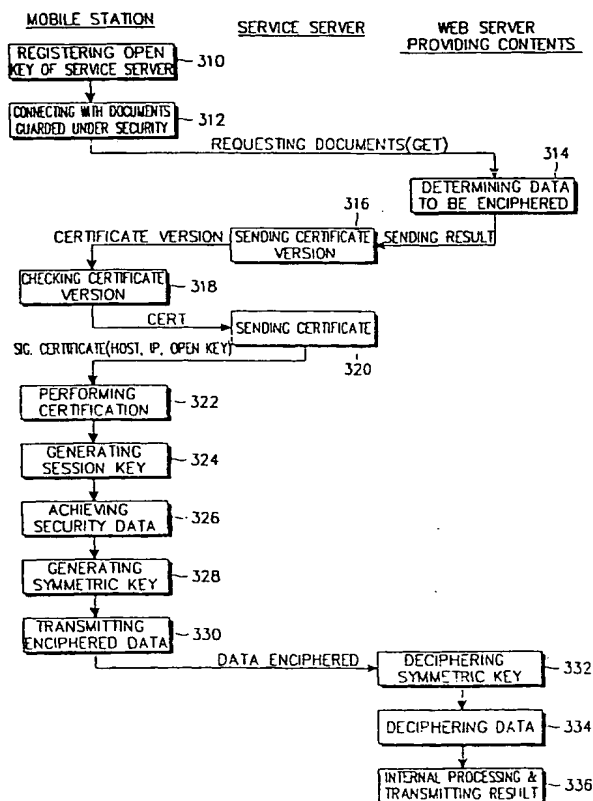 MOBILE STATION
SERVICE SERVER
WEB SERVER
PROVIDING CONTENTS
REGISTERING OPEN
KEY OF SERVICE SERVER
310
CONNECTING WITH DOCUMENTS
GUARDED UNDER SECURITY
312
REQUESTING DOCUMENTS(GET)
314
DETERMINING DATA
TO BE ENCIPHERED
316
CERTIFICATE VERSION
SENDING CERTIFICATE
VERSION
SENDING RESULT
CHECKING CERTIFICATE
VERSION
318
CERT
SENDING CERTIFICATE
320
SIG. CERTIFICATE(HOST, IP, OPEN KEY)
PERFORMING
CERTIFICATION
322
GENERATING
SESSION KEY
324
ACHIEVING
SECURITY DATA
326
GENERATING
SYMMETRIC KEY
328
TRANSMITTING
ENCIPHERED DATA
330
DATA ENCIPHERED
DECIPHERING
SYMMETRIC KEY
332
DECIPHERING DATA
334
INTERNAL PROCESSING &
TRANSMITTING RESULT
336